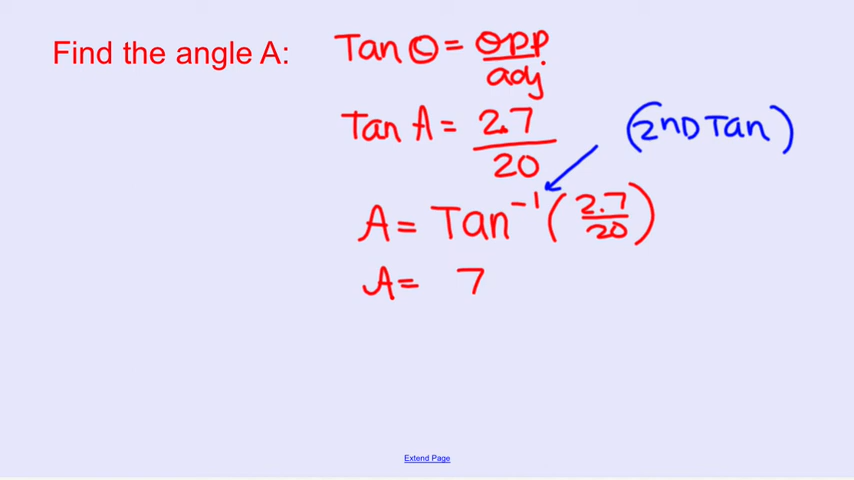 Find the angle A:
Tan Θ = opp/adj
Tan A = 2.7/20
(2ND Tan)
A = Tan⁻¹ (2.7/20)
A = 7
Extend Page